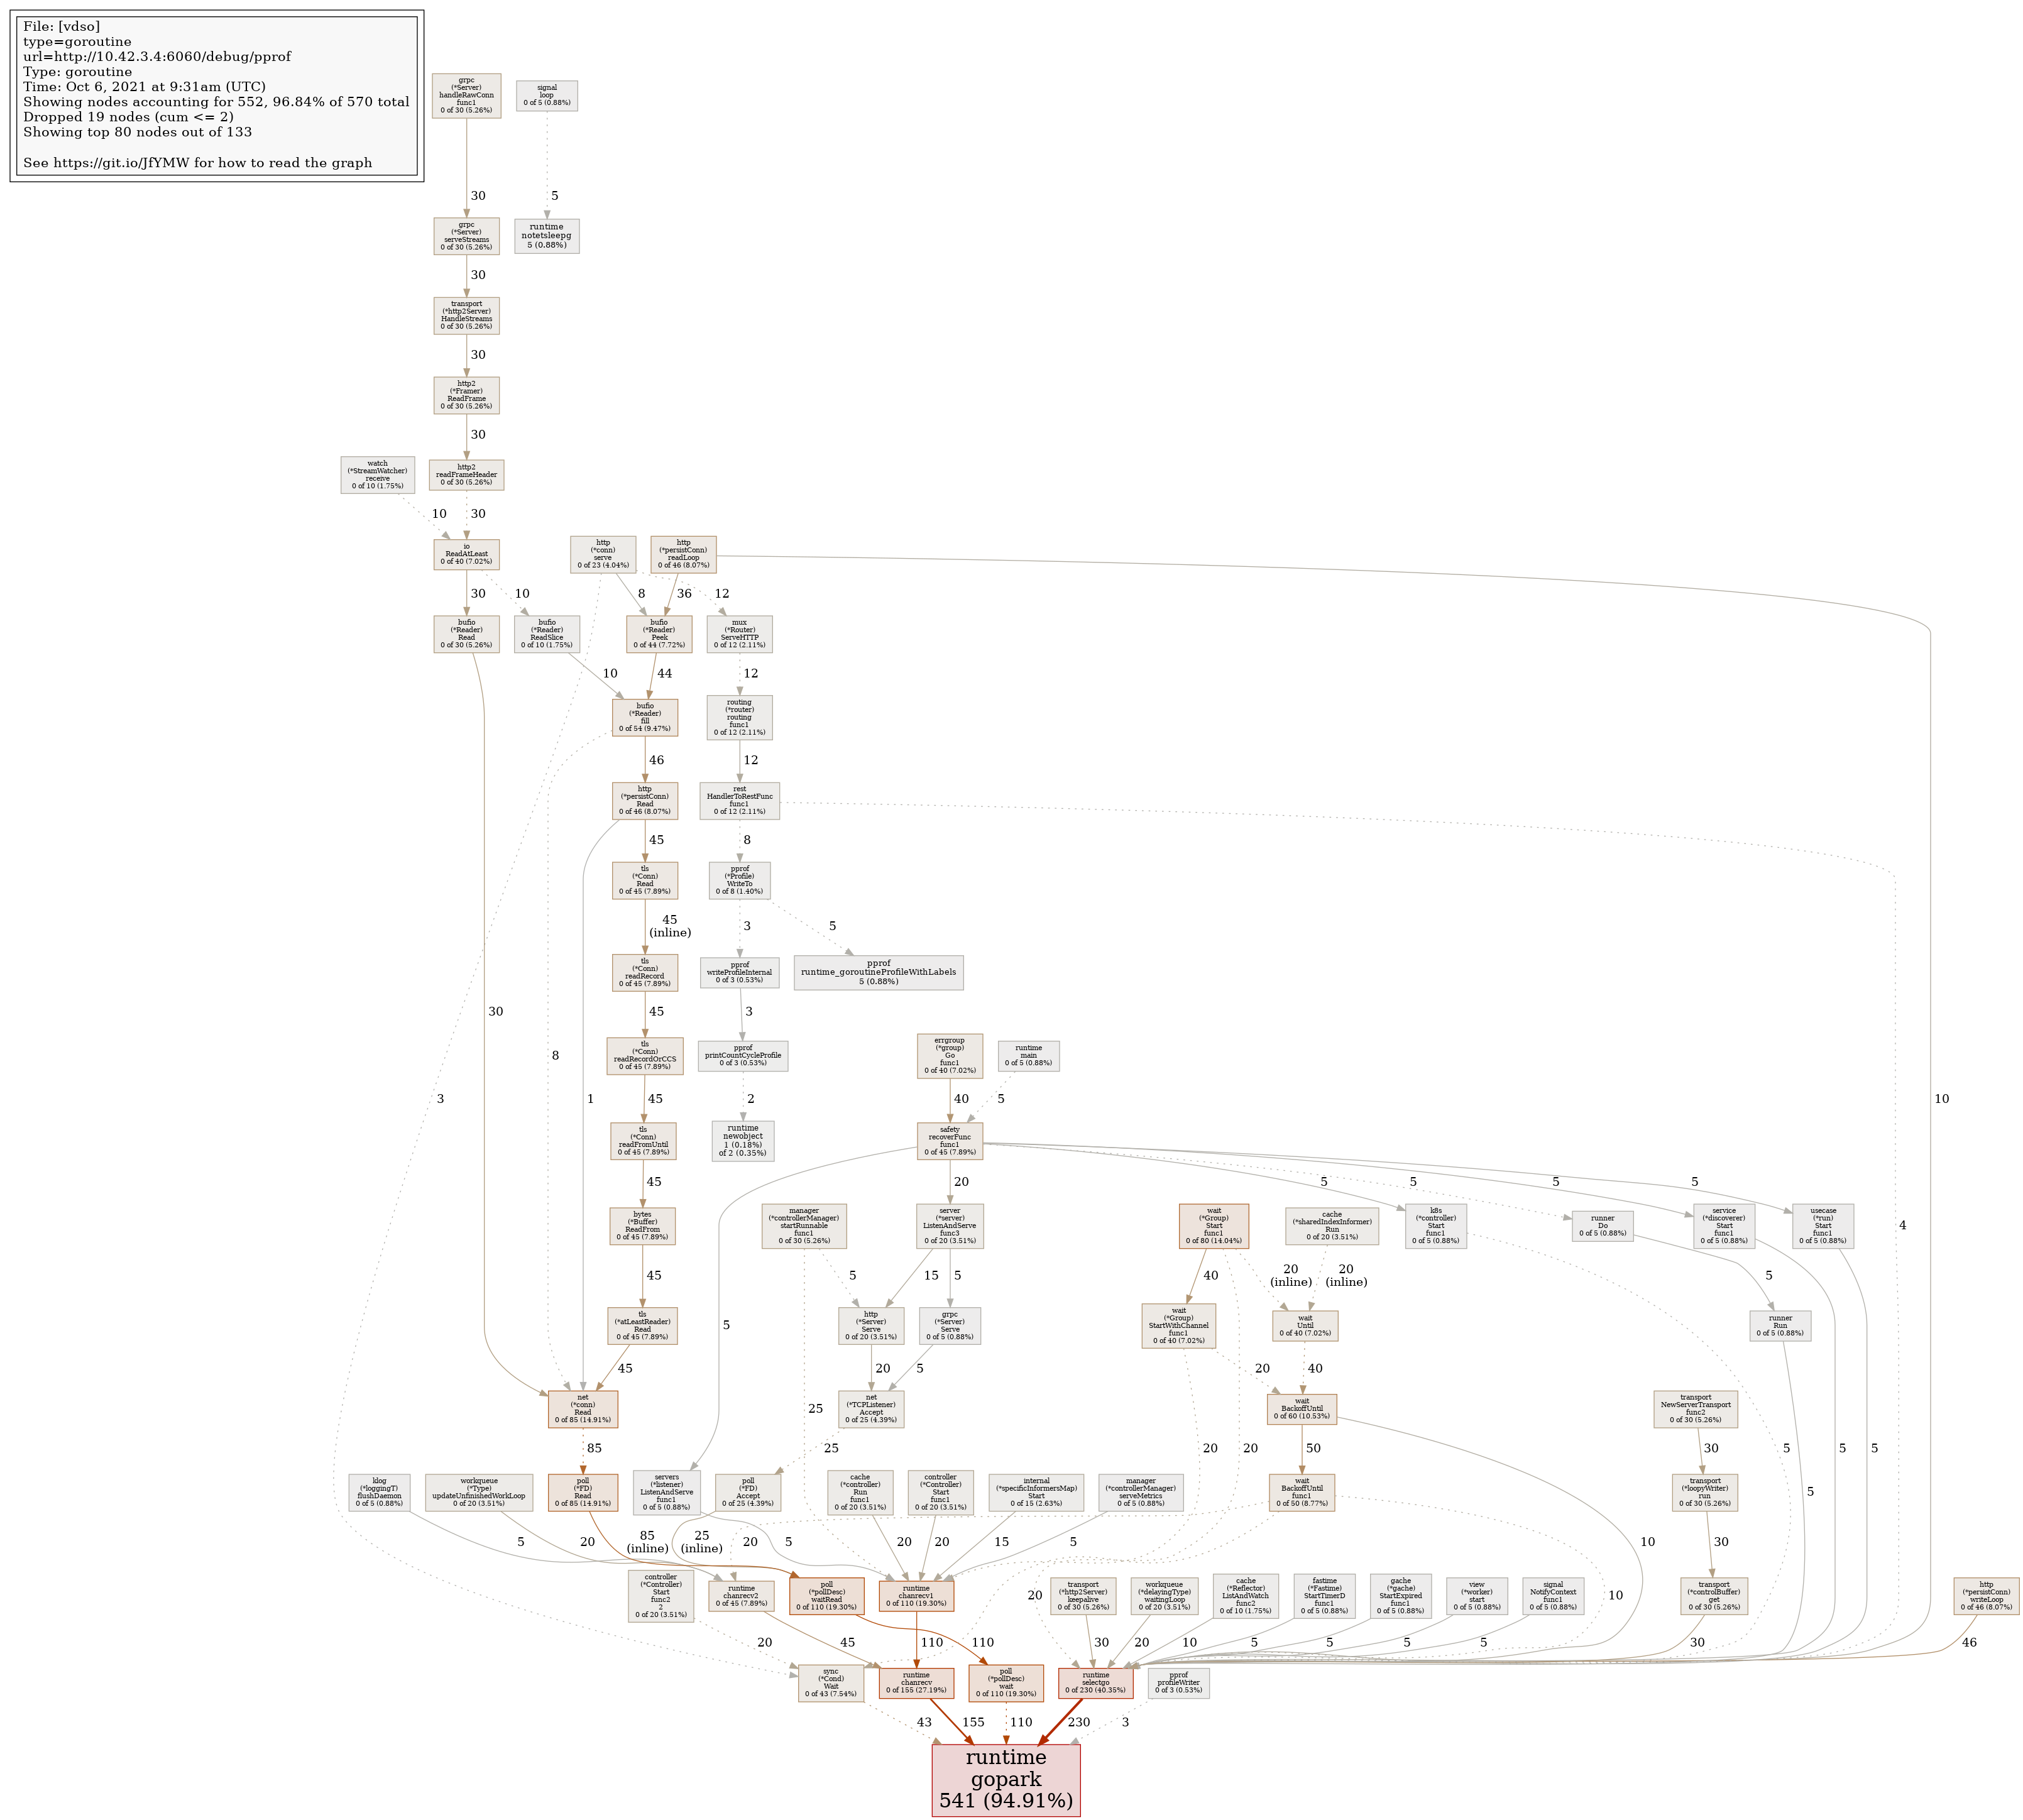 File: [vdso]
type=goroutine
url=http://10.42.3.4:6060/debug/pprof
Type: goroutine
Time: Oct 6, 2021 at 9:31am (UTC)
Showing nodes accounting for 552, 96.84% of 570 total
Dropped 19 nodes (cum <= 2)
Showing top 80 nodes out of 133
See https://git.io/JfYMW for how to read the graph
grpc
(*Server)
handleRawConn
func1
0 of 30 (5.26%)
signal
loop
0 of 5 (0.88%)
30
5
grpc
(*Server)
serveStreams
0 of 30 (5.26%)
runtime
notetsleepg
5 (0.88%)
30
transport
(*http2Server)
HandleStreams
0 of 30 (5.26%)
30
http2
(*Framer)
ReadFrame
0 of 30 (5.26%)
30
watch
(*StreamWatcher)
receive
0 of 10 (1.75%)
http2
readFrameHeader
0 of 30 (5.26%)
10
30
io
ReadAtLeast
0 of 40 (7.02%)
http
(*conn)
serve
0 of 23 (4.04%)
http
(*persistConn)
readLoop
0 of 46 (8.07%)
30
10
8
36
12
bufio
(*Reader)
Read
0 of 30 (5.26%)
bufio
(*Reader)
ReadSlice
0 of 10 (1.75%)
bufio
(*Reader)
Peek
0 of 44 (7.72%)
mux
(*Router)
ServeHTTP
0 of 12 (2.11%)
10
44
12
bufio
(*Reader)
fill
0 of 54 (9.47%)
routing
(*router)
routing
func1
0 of 12 (2.11%)
46
12
http
(*persistConn)
Read
0 of 46 (8.07%)
rest
HandlerToRestFunc
func1
0 of 12 (2.11%)
45
8
tls
(*Conn)
Read
0 of 45 (7.89%)
pprof
(*Profile)
WriteTo
0 of 8 (1.40%)
45
(inline)
3
5
tls
(*Conn)
readRecord
0 of 45 (7.89%)
pprof
writeProfileInternal
0 of 3 (0.53%)
pprof
runtime_goroutineProfileWithLabels
5 (0.88%)
30
45
3
tls
(*Conn)
readRecordOrCCS
0 of 45 (7.89%)
pprof
printCountCycleProfile
0 of 3 (0.53%)
errgroup
(*group)
Go
func1
0 of 40 (7.02%)
runtime
main
0 of 5 (0.88%)
3
8
1
45
2
40
5
10
tls
(*Conn)
readFromUntil
0 of 45 (7.89%)
runtime
newobject
1 (0.18%)
of 2 (0.35%)
safety
recoverFunc
func1
0 of 45 (7.89%)
45
20
5
5
5
5
bytes
(*Buffer)
ReadFrom
0 of 45 (7.89%)
manager
(*controllerManager)
startRunnable
func1
0 of 30 (5.26%)
server
(*server)
ListenAndServe
func3
0 of 20 (3.51%)
wait
(*Group)
Start
func1
0 of 80 (14.04%)
cache
(*sharedIndexInformer)
Run
0 of 20 (3.51%)
k8s
(*controller)
Start
func1
0 of 5 (0.88%)
runner
Do
0 of 5 (0.88%)
service
(*discoverer)
Start
func1
0 of 5 (0.88%)
usecase
(*run)
Start
func1
0 of 5 (0.88%)
4
45
5
15
5
40
20
(inline)
20
(inline)
5
tls
(*atLeastReader)
Read
0 of 45 (7.89%)
5
http
(*Server)
Serve
0 of 20 (3.51%)
grpc
(*Server)
Serve
0 of 5 (0.88%)
wait
(*Group)
StartWithChannel
func1
0 of 40 (7.02%)
wait
Until
0 of 40 (7.02%)
runner
Run
0 of 5 (0.88%)
45
20
5
20
40
net
(*conn)
Read
0 of 85 (14.91%)
25
net
(*TCPListener)
Accept
0 of 25 (4.39%)
wait
BackoffUntil
0 of 60 (10.53%)
transport
NewServerTransport
func2
0 of 30 (5.26%)
85
25
20
20
50
5
30
5
5
klog
(*loggingT)
flushDaemon
0 of 5 (0.88%)
workqueue
(*Type)
updateUnfinishedWorkLoop
0 of 20 (3.51%)
poll
(*FD)
Read
0 of 85 (14.91%)
servers
(*listener)
ListenAndServe
func1
0 of 5 (0.88%)
poll
(*FD)
Accept
0 of 25 (4.39%)
cache
(*controller)
Run
func1
0 of 20 (3.51%)
controller
(*Controller)
Start
func1
0 of 20 (3.51%)
internal
(*specificInformersMap)
Start
0 of 15 (2.63%)
manager
(*controllerManager)
serveMetrics
0 of 5 (0.88%)
wait
BackoffUntil
func1
0 of 50 (8.77%)
transport
(*loopyWriter)
run
0 of 30 (5.26%)
5
5
20
85
(inline)
25
(inline)
20
5
20
20
15
5
10
30
controller
(*Controller)
Start
func2
2
0 of 20 (3.51%)
runtime
chanrecv2
0 of 45 (7.89%)
poll
(*pollDesc)
waitRead
0 of 110 (19.30%)
runtime
chanrecv1
0 of 110 (19.30%)
20
transport
(*http2Server)
keepalive
0 of 30 (5.26%)
workqueue
(*delayingType)
waitingLoop
0 of 20 (3.51%)
cache
(*Reflector)
ListAndWatch
func2
0 of 10 (1.75%)
fastime
(*Fastime)
StartTimerD
func1
0 of 5 (0.88%)
gache
(*gache)
StartExpired
func1
0 of 5 (0.88%)
view
(*worker)
start
0 of 5 (0.88%)
signal
NotifyContext
func1
0 of 5 (0.88%)
10
transport
(*controlBuffer)
get
0 of 30 (5.26%)
http
(*persistConn)
writeLoop
0 of 46 (8.07%)
20
45
110
110
30
20
10
5
5
5
5
30
46
sync
(*Cond)
Wait
0 of 43 (7.54%)
runtime
chanrecv
0 of 155 (27.19%)
poll
(*pollDesc)
wait
0 of 110 (19.30%)
runtime
selectgo
0 of 230 (40.35%)
pprof
profileWriter
0 of 3 (0.53%)
43
155
110
230
3
runtime
gopark
541 (94.91%)